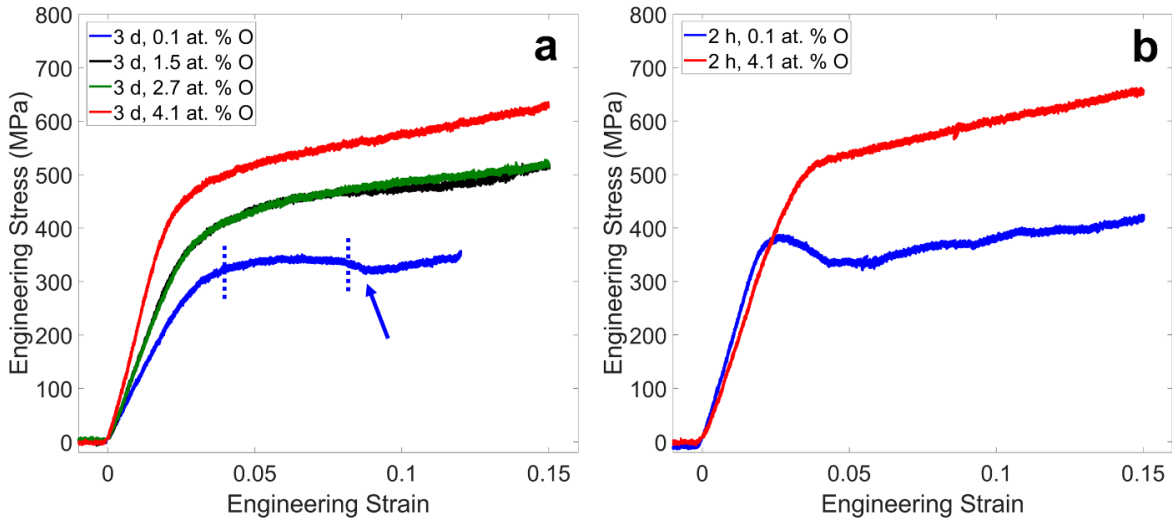 800
700
600
500
400
300
200
100
0
Engineering Stress (MPa)
3 d, 0.1 at. % O
3 d, 1.5 at. % O
3 d, 2.7 at. % O
3 d, 4.1 at. % O
a
0 0.05 0.1 0.15
Engineering Strain
800
700
600
500
400
300
200
100
0
Engineering Stress (MPa)
2 h, 0.1 at. % O
2 h, 4.1 at. % O
b
0 0.05 0.1 0.15
Engineering Strain